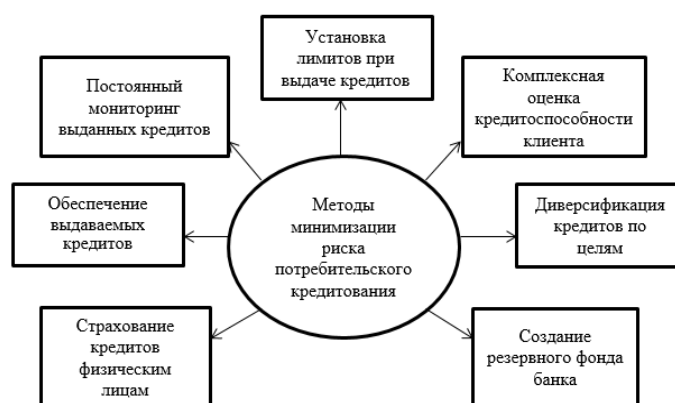 Установка
лимитов при
выдаче кредитов
Постоянный
мониторинг
выданных кредитов
Комплексная
оценка
кредитоспособности
клиента
Обеспечение
выдаваемых
кредитов
Методы
минимизации
риска
потребительского
кредитования
Диверсификация
кредитов по
целям
Страхование
кредитов
физическим
лицам
Создание
резервного фонда
банка